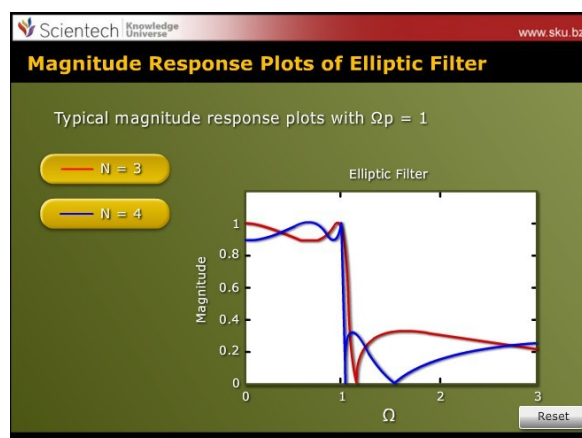 Scientech Knowledge Universe
www.sku.bz
Magnitude Response Plots of Elliptic Filter
Typical magnitude response plots with Ωp = 1
N = 3
N = 4
Elliptic Filter
Magnitude
1
0.8
0.6
0.4
0.2
0
0 1 2 3
Ω
Reset